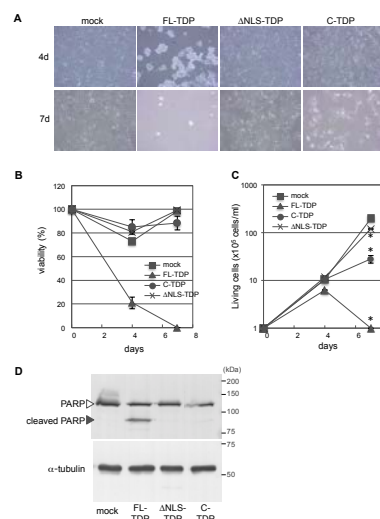 A
mock
FL-TDP
ΔNLS-TDP
C-TDP
4d
7d
B
120
100
80
60
40
20
0
viability (%)
mock
FL-TDP
C-TDP
ΔNLS-TDP
0 2 4 6 8
days
C
1000
100
10
1
Living cells (x10⁵ cells/ml)
mock
FL-TDP
C-TDP
ΔNLS-TDP
*
*
*
0 2 4 6
days
D
(kDa)
200
150
PARP
100
cleaved PARP
75
75
α-tubulin
50
mock FL-TDP ΔNLS-TDP C-TDP